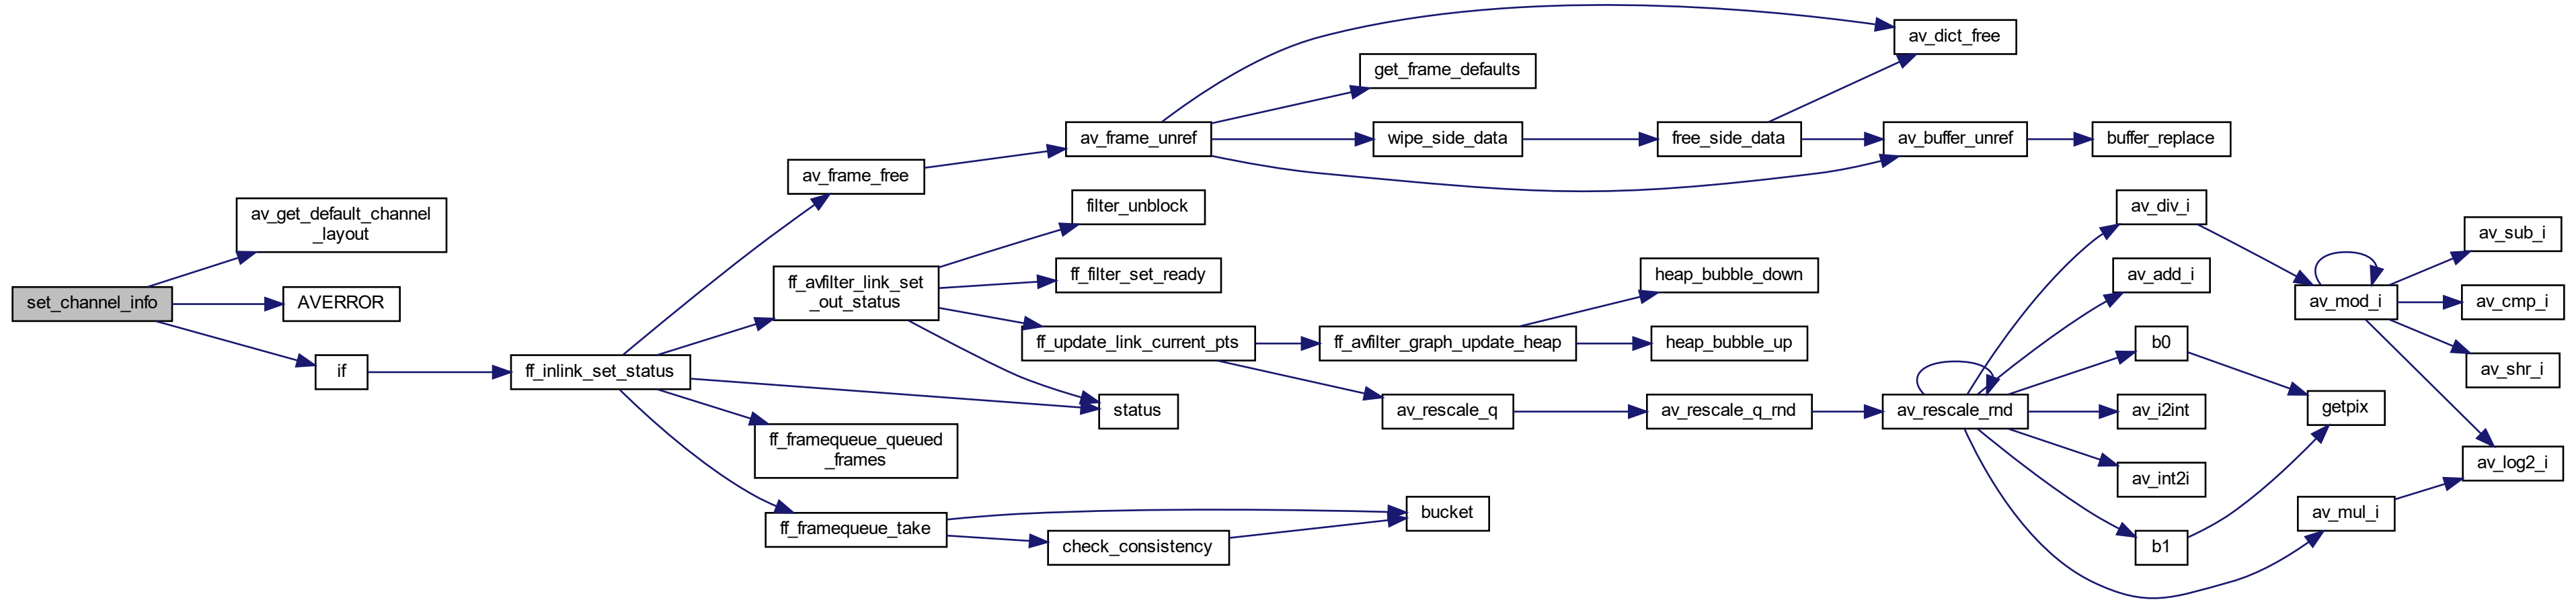 set_channel_info
av_get_default_channel
_layout
AVERROR
if
ff_inlink_set_status
av_frame_free
ff_avfilter_link_set
_out_status
ff_framequeue_queued
_frames
ff_framequeue_take
av_frame_unref
filter_unblock
ff_filter_set_ready
ff_update_link_current_pts
status
check_consistency
get_frame_defaults
wipe_side_data
ff_avfilter_graph_update_heap
av_rescale_q
bucket
free_side_data
heap_bubble_down
heap_bubble_up
av_rescale_q_rnd
av_dict_free
av_buffer_unref
av_rescale_rnd
buffer_replace
av_div_i
av_add_i
b0
av_i2int
av_int2i
b1
av_mod_i
getpix
av_mul_i
av_sub_i
av_cmp_i
av_shr_i
av_log2_i